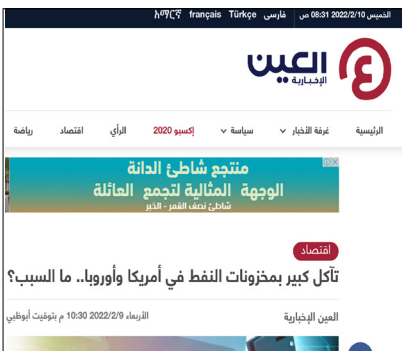 الخميس 2022/2/10 08:31 ص فارسى Türkçe français አማርኛ
العين
الإخبارية
الرئيسية غرفة الأخبار سياسة إكسبو 2020 الرأي اقتصاد رياضة
منتجع شاطئ الدانة
الوجهة المثالية لتجمع العائلة
شاطئ نصف القمر - الخبر
اقتصاد
تآكل كبير بمخزونات النفط في أمريكا وأوروبا.. ما السبب؟
العين الإخبارية الأربعاء 2022/2/9 10:30 م بتوقيت أبوظبي